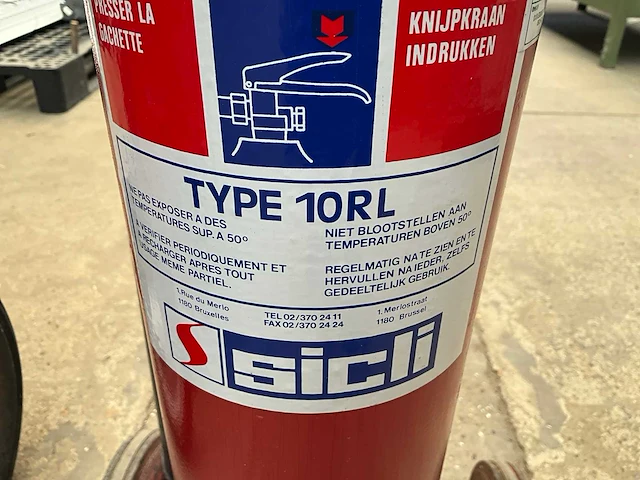 PRESSER LA
GACHETTE
KNIJPKRAAN
INDRUKKEN
TYPE 10RL
NE PAS EXPOSER A DES
TEMPERATURES SUP. A 50°
A VERIFIER PERIODIQUEMENT ET
A RECHARGER APRES TOUT
USAGE MEME PARTIEL.
NIET BLOOTSTELLEN AAN
TEMPERATUREN BOVEN 50°
REGELMATIG NA TE ZIEN EN TE
HERVULLEN NA IEDER, ZELFS
GEDEELTELIJK GEBRUIK.
1, Rue du Merlo
1180 Bruxelles
TEL 02/370 24 11
FAX 02/370 24 24
1, Merlostraat
1180 Brussel
S sicli